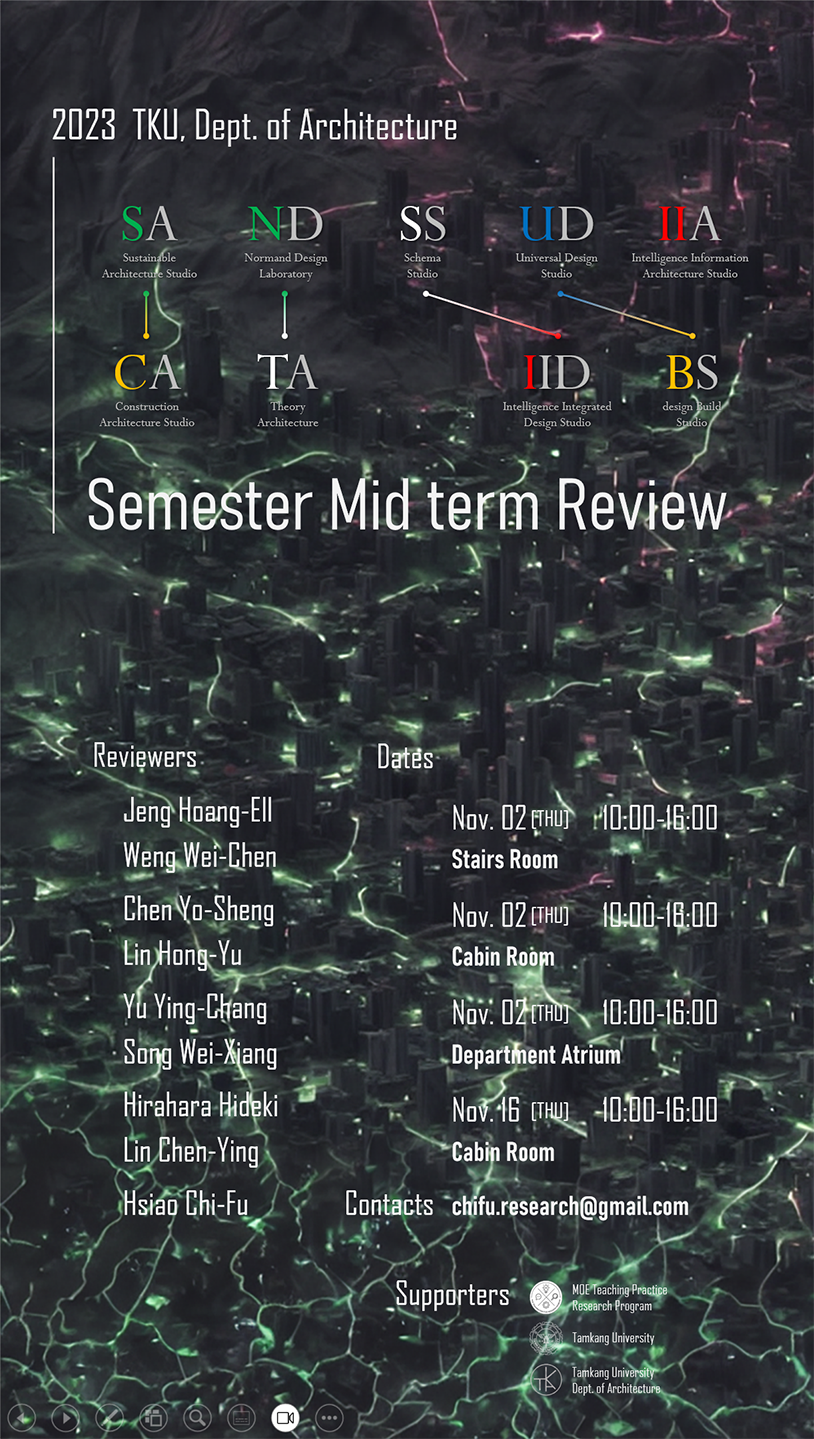 2023 TKU, Dept. of Architecture
SA ND SS UD IIA
Sustainable
Architecture Studio
Normand Design
Laboratory
Schema
Studio
Universal Design
Studio
Intelligence Information
Architecture Studio
CA TA IID BS
Construction
Architecture Studio
Theory
Architecture
Intelligence Integrated
Design Studio
design Build
Studio
Semester Mid term Review
Reviewers
Jeng Hoang-Ell
Weng Wei-Chen
Chen Yo-Sheng
Lin Hong-Yu
Yu Ying-Chang
Song Wei-Xiang
Hirahara Hideki
Lin Chen-Ying
Hsiao Chi-Fu
Dates
Nov. 02 [THU] 10:00-16:00
Stairs Room
Nov. 02 [THU] 10:00-16:00
Cabin Room
Nov. 02 [THU] 10:00-16:00
Department Atrium
Nov. 16 [THU] 10:00-16:00
Cabin Room
Contacts chifu.research@gmail.com
Supporters
MOE Teaching Practice
Research Program
Tamkang University
Tamkang University
Dept. of Architecture